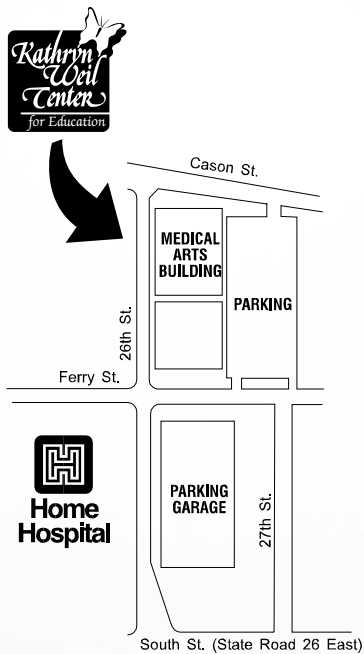 Kathryn
Weil
Center
for Education
Cason St.
MEDICAL
ARTS
BUILDING
PARKING
26th St.
Ferry St.
Home
Hospital
PARKING
GARAGE
27th St.
South St. (State Road 26 East)